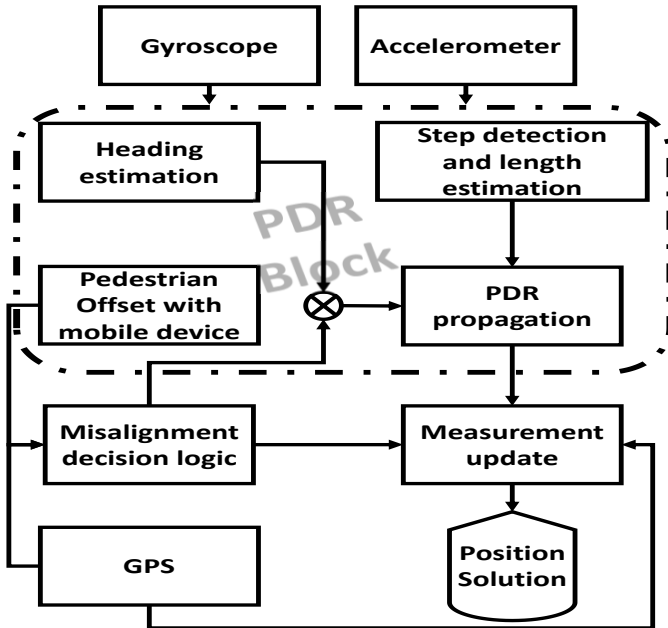 Gyroscope
Accelerometer
Heading
estimation
Step detection
and length
estimation
PDR
Block
Pedestrian
Offset with
mobile device
PDR
propagation
Misalignment
decision logic
Measurement
update
GPS
Position
Solution